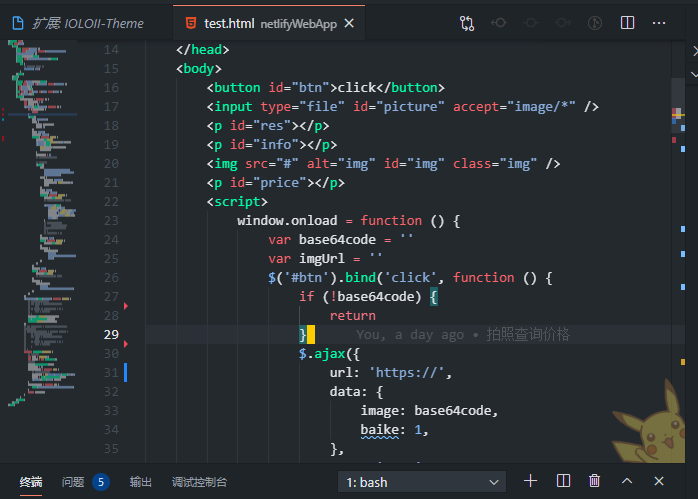 扩展: IOLOII-Theme test.html netlifyWebApp
14 </head>
15 <body>
16 <button id="btn">click</button>
17 <input type="file" id="picture" accept="image/*" />
18 <p id="res"></p>
19 <p id="info"></p>
20 <img src="#" alt="img" id="img" class="img" />
21 <p id="price"></p>
22 <script>
23 window.onload = function () {
24 var base64code = ''
25 var imgUrl = ''
26 $('#btn').bind('click', function () {
27 if (!base64code) {
28 return
29 } You, a day ago • 拍照查询价格
30 $.ajax({
31 url: 'https://',
32 data: {
33 image: base64code,
34 baike: 1,
35 },
终端 问题 5 输出 调试控制台 1: bash